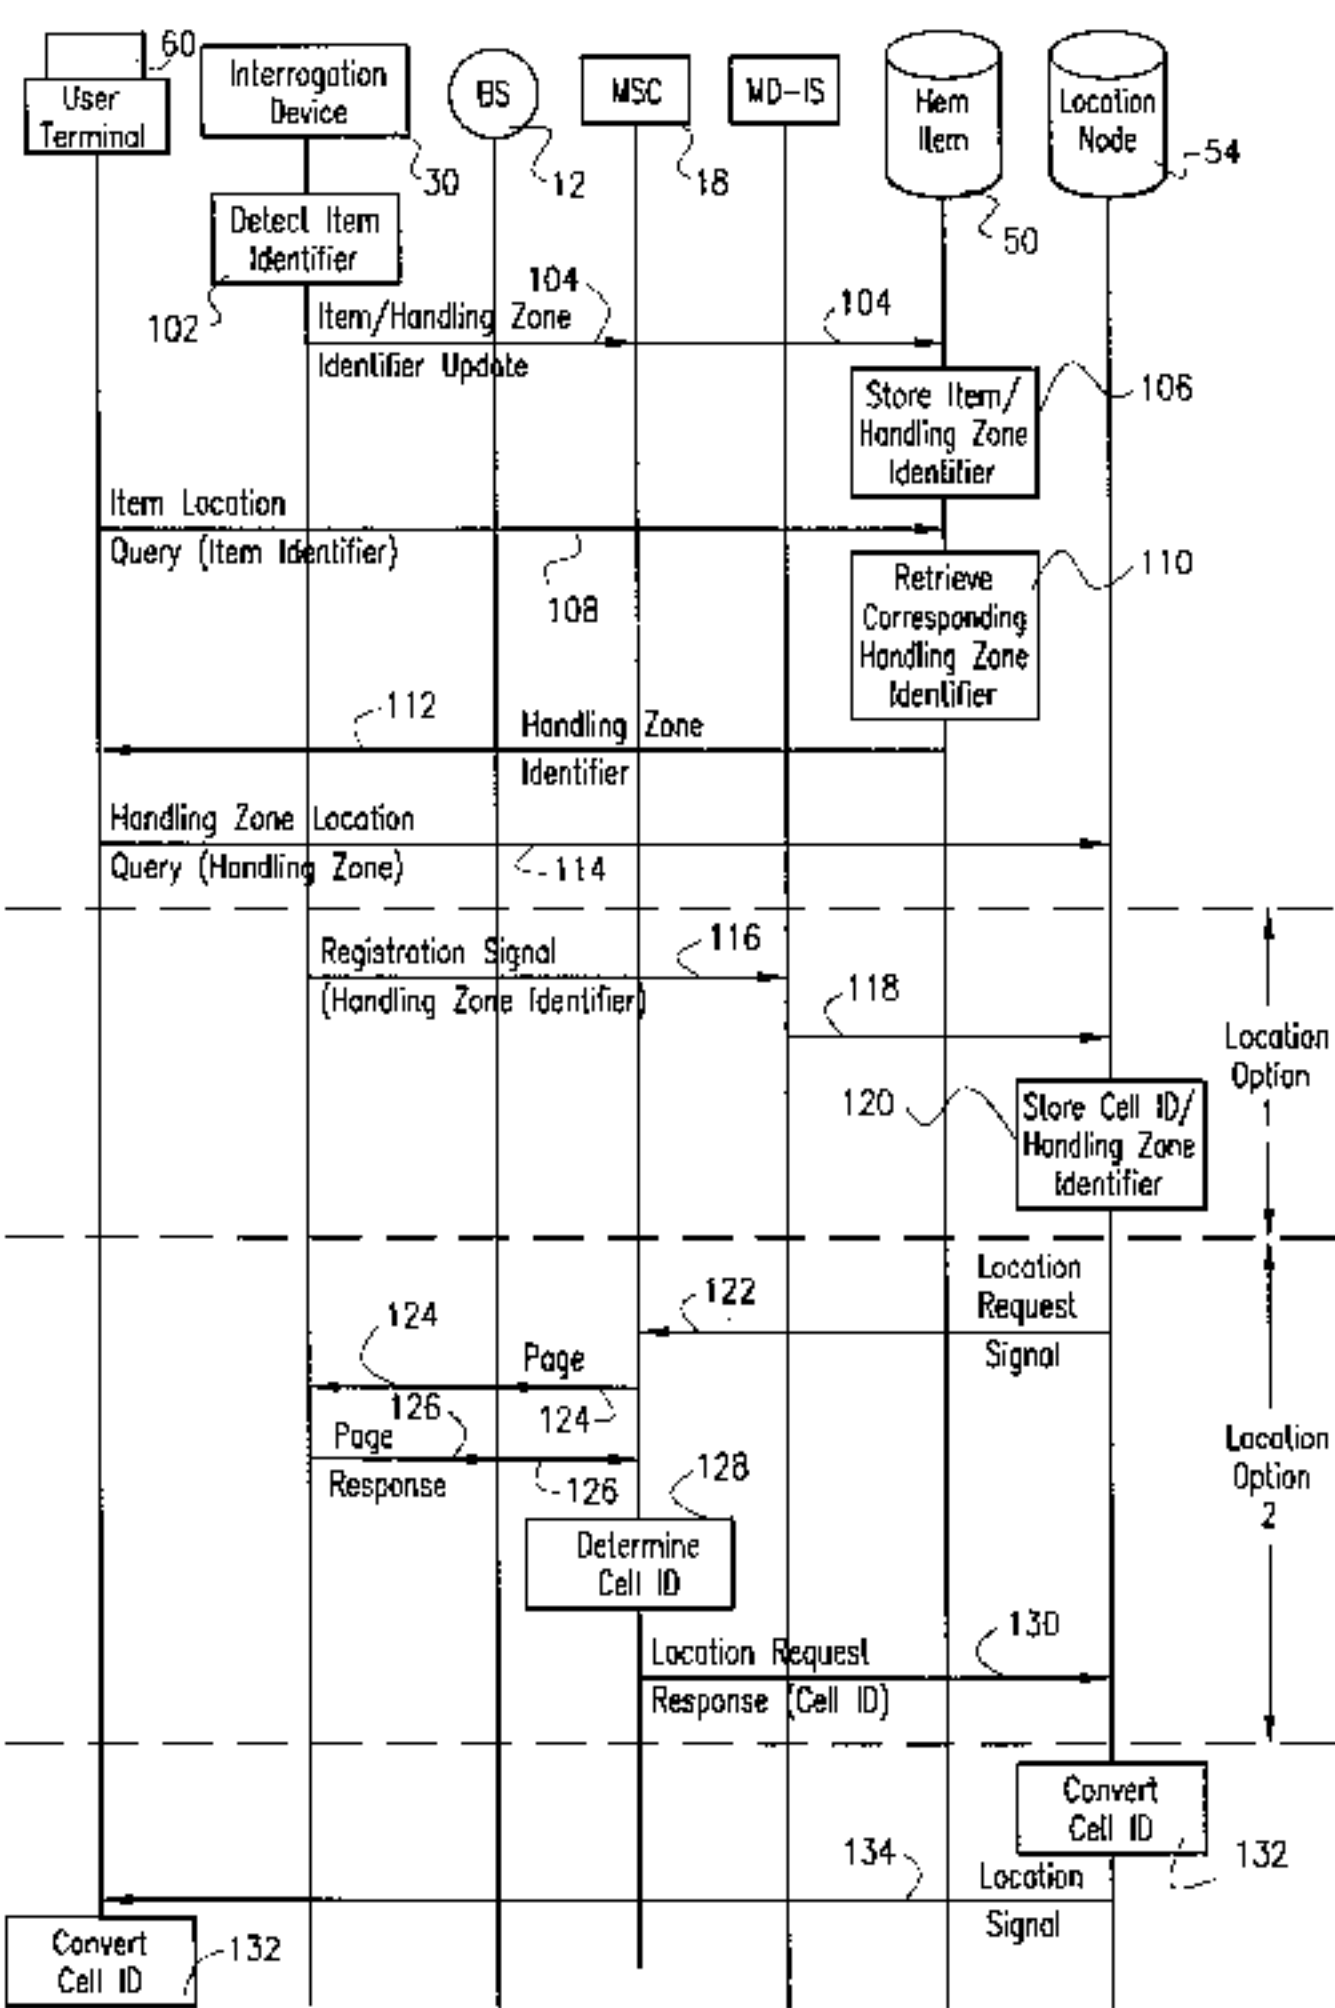 60
User
Terminal
Interrogation
Device
30
BS
12
MSC
18
MD-IS
Hem
Item
50
Location
Node
54
Detect Item
Identifier
102
104
104
Item/Handling Zone
Identifier Update
Store Item/
Handling Zone
Identifier
106
Item Location
Query (Item Identifier)
108
Retrieve
Corresponding
Handling Zone
Identifier
110
112
Handling Zone
Identifier
Handling Zone Location
Query (Handling Zone)
114
Registration Signal
(Handling Zone Identifier)
116
118
Location
Option
1
120
Store Cell ID/
Handling Zone
Identifier
Location
Request
Signal
122
124
Page
124
126
Page
Response
126
128
Location
Option
2
Determine
Cell ID
130
Location Request
Response (Cell ID)
Convert
Cell ID
132
134
Location
Signal
Convert
Cell ID
132